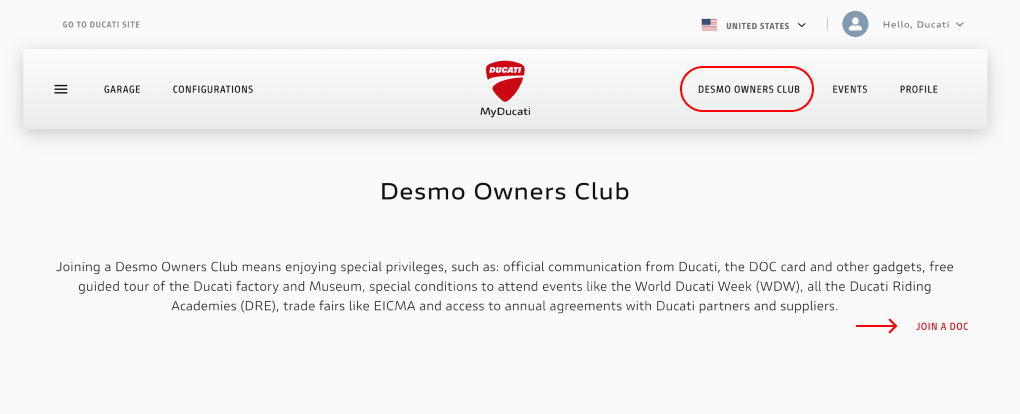 GO TO DUCATI SITE
UNITED STATES
Hello, Ducati
GARAGE
CONFIGURATIONS
DUCATI
MyDucati
DESMO OWNERS CLUB
EVENTS
PROFILE
Desmo Owners Club
Joining a Desmo Owners Club means enjoying special privileges, such as: official communication from Ducati, the DOC card and other gadgets, free
guided tour of the Ducati factory and Museum, special conditions to attend events like the World Ducati Week (WDW), all the Ducati Riding
Academies (DRE), trade fairs like EICMA and access to annual agreements with Ducati partners and suppliers.
JOIN A DOC